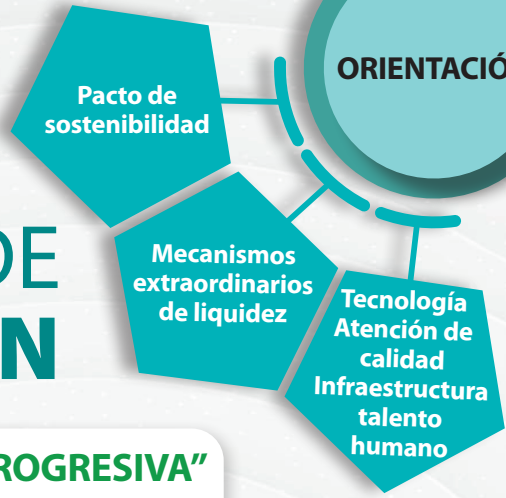 ORIENTACIÓ
Pacto de
sostenibilidad
Mecanismos
extraordinarios
de liquidez
Tecnología
Atención de
calidad
Infraestructura
talento
humano
DE
N
ROGRESIVA”